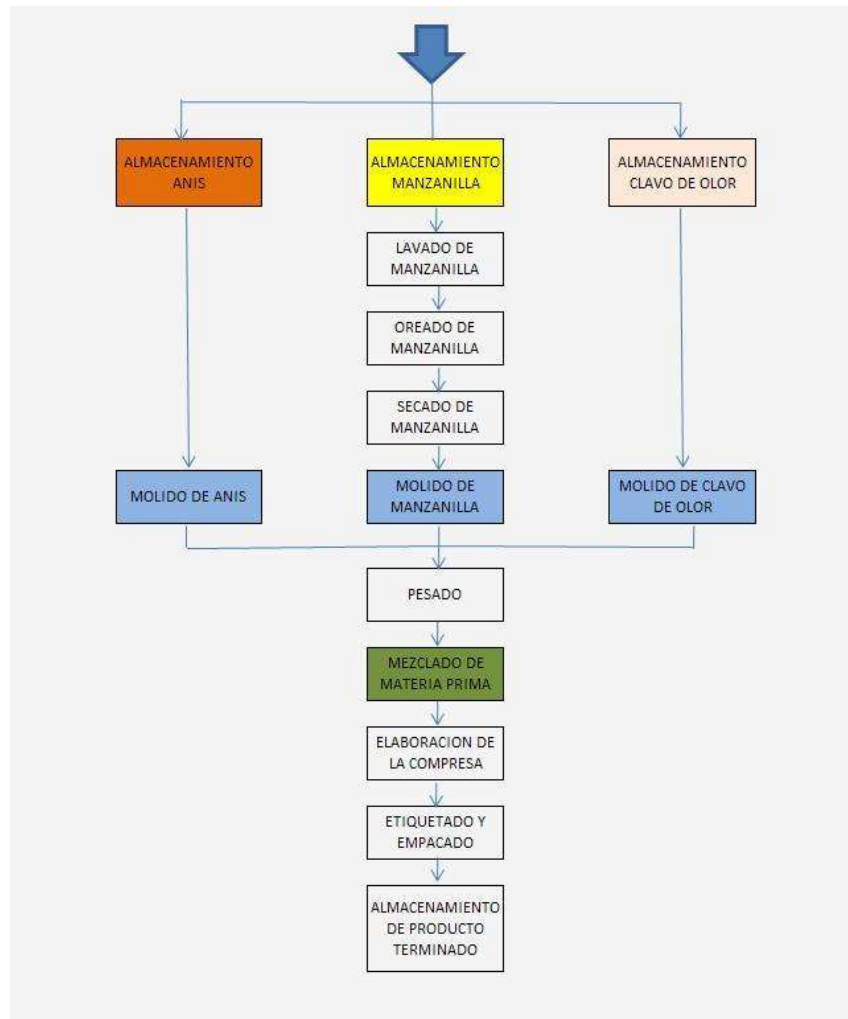 ALMACENAMIENTO
ANIS
ALMACENAMIENTO
MANZANILLA
ALMACENAMIENTO
CLAVO DE OLOR
LAVADO DE
MANZANILLA
OREADO DE
MANZANILLA
SECADO DE
MANZANILLA
MOLIDO DE ANIS
MOLIDO DE
MANZANILLA
MOLIDO DE CLAVO
DE OLOR
PESADO
MEZCLADO DE
MATERIA PRIMA
ELABORACION DE
LA COMPRESA
ETIQUETADO Y
EMPACADO
ALMACENAMIENTO
DE PRODUCTO
TERMINADO